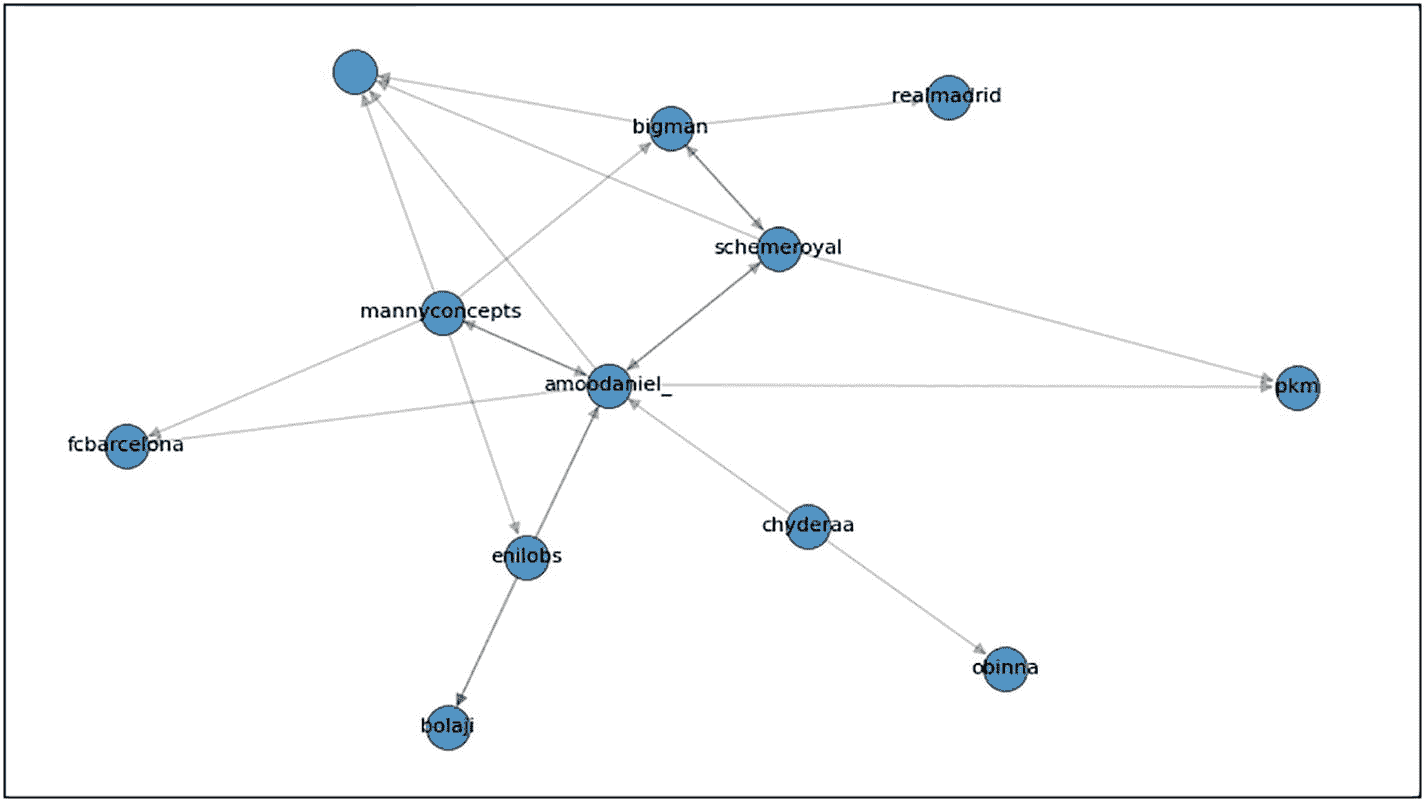 realmadrid
bigman
schemeroyal
mannyconcepts
amoodaniel_
pkm
fcbarcelona
chyderaa
enilobs
obinna
bolaji